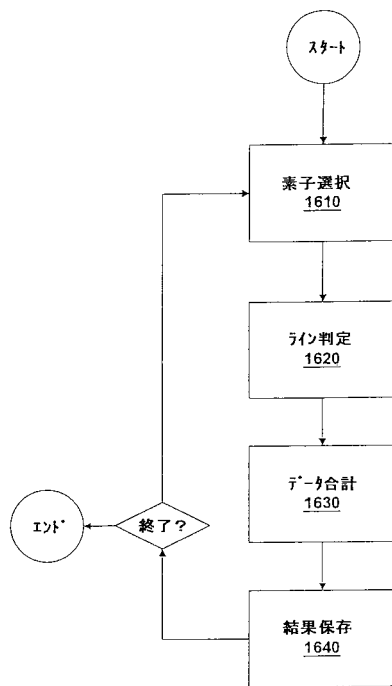 ｽﾀｰﾄ
素子選択
1610
ﾗｲﾝ判定
1620
ﾃﾞｰﾀ合計
1630
終了?
ｴﾝﾄﾞ
結果保存
1640